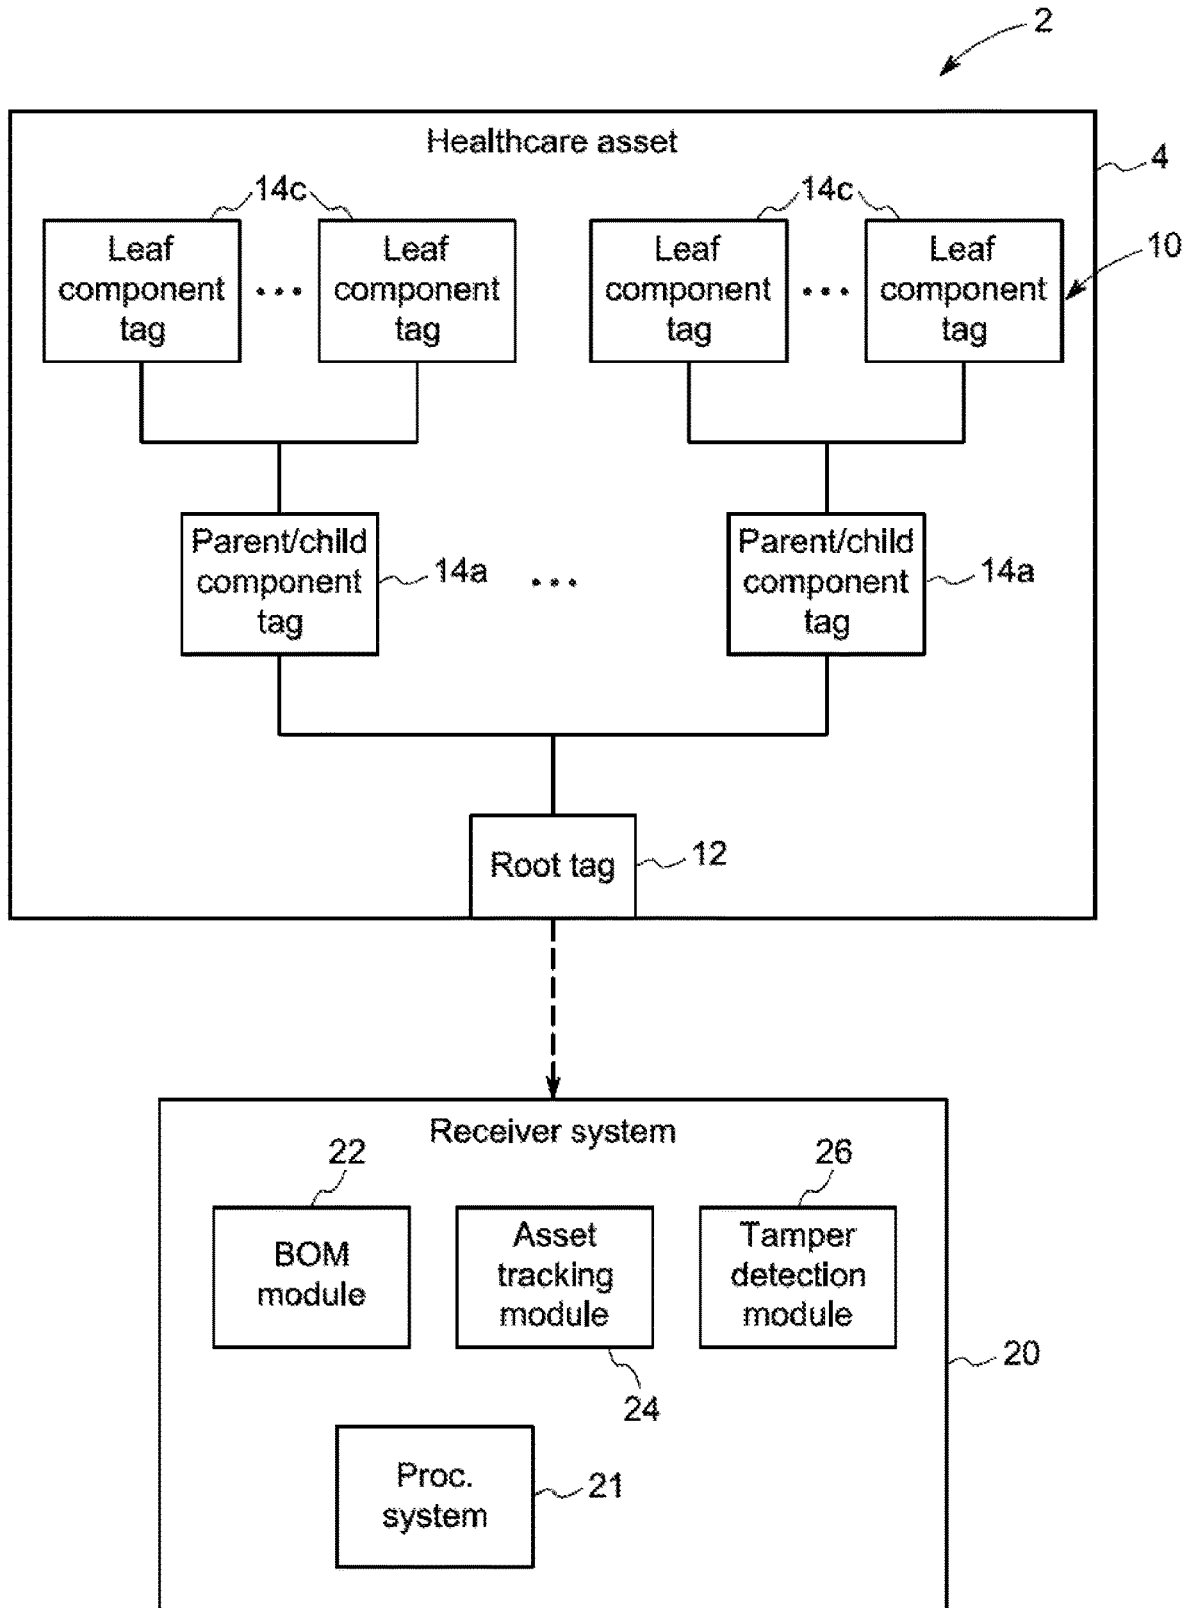 2
Healthcare asset
4
14c
14c
10
Leaf
component
tag
Leaf
component
tag
Leaf
component
tag
Leaf
component
tag
Parent/child
component
tag
14a
Parent/child
component
tag
14a
Root tag
12
Receiver system
22
26
BOM
module
Asset
tracking
module
Tamper
detection
module
20
24
Proc.
system
21